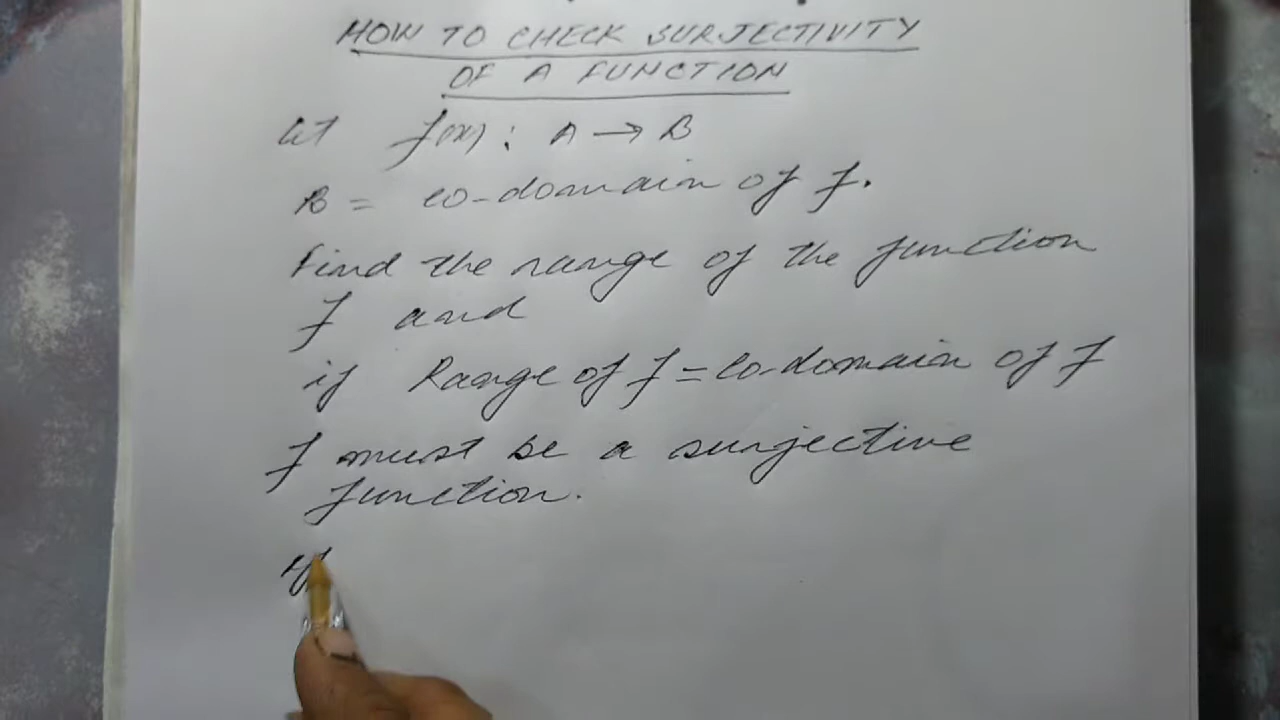 HOW TO CHECK SURJECTIVITY
OF A FUNCTION
Let f(x) : A → B
B = co-domain of f.
Find the range of the function
f and
if Range of f = co-domain of f
f must be a surjective
function.
if